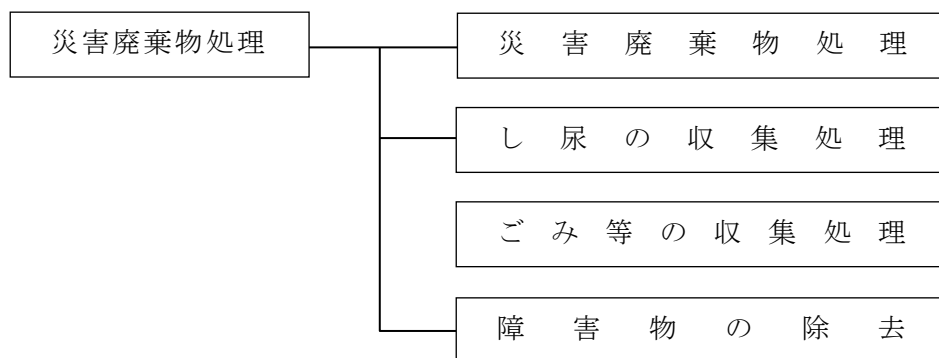 災害廃棄物処理
災害廃棄物処理
し尿の収集処理
ごみ等の収集処理
障害物の除去